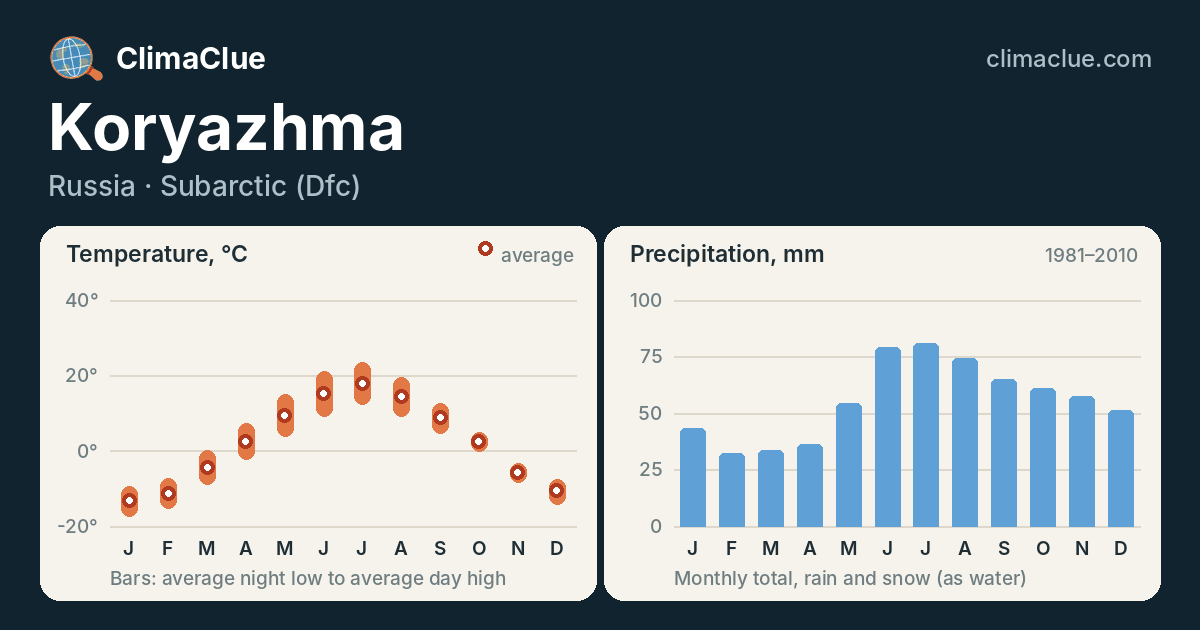 ClimaClue
climaclue.com
Koryazhma
Russia · Subarctic (Dfc)
Temperature, °C
average
40°
20°
0°
-20°
J F M A M J J A S O N D
Bars: average night low to average day high
Precipitation, mm
1981–2010
100
75
50
25
0
J F M A M J J A S O N D
Monthly total, rain and snow (as water)